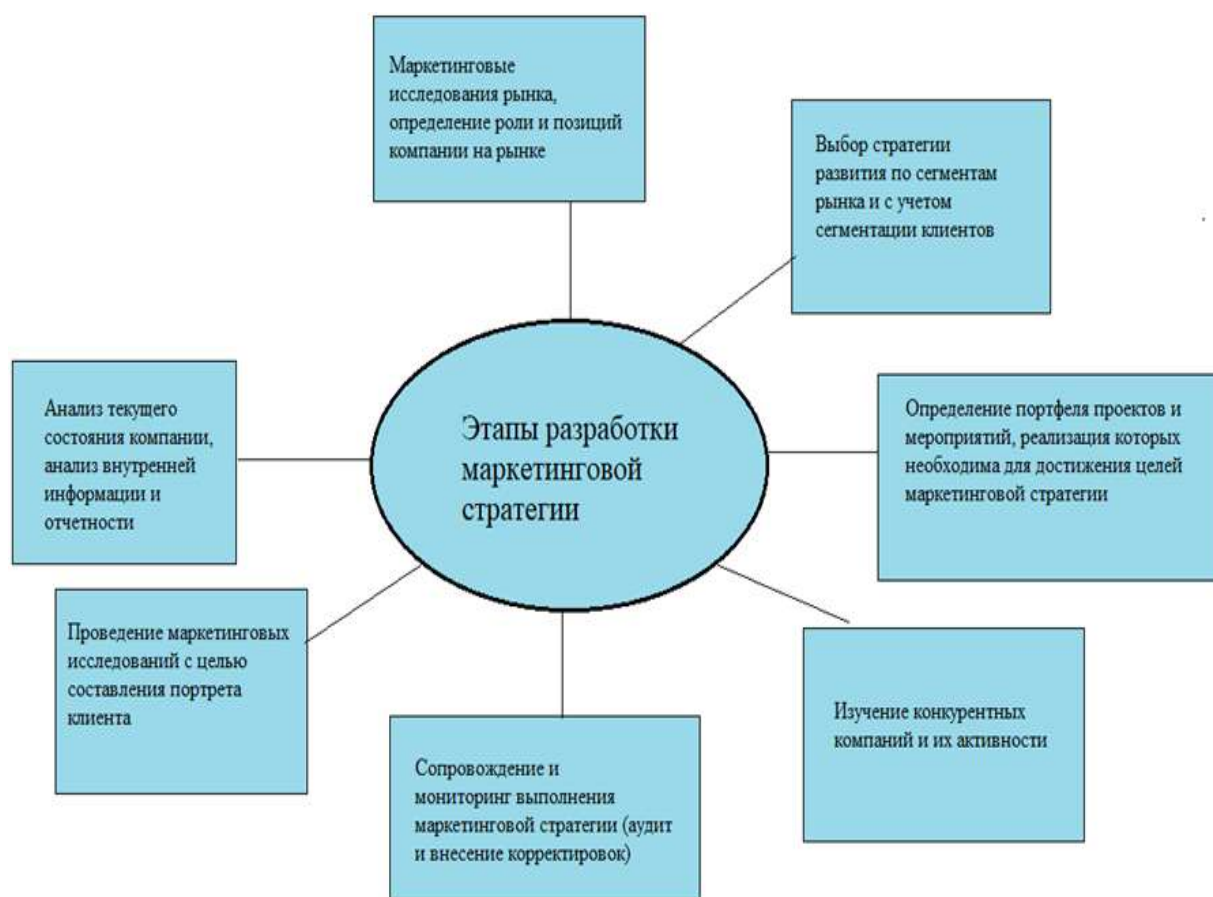 Маркетинговые
исследования рынка,
определение роли и позиций
компании на рынке
Выбор стратегии
развития по сегментам
рынка и с учетом
сегментации клиентов
Анализ текущего
состояния компании,
анализ внутренней
информации и
отчетности
Этапы разработки
маркетинговой
стратегии
Определение портфеля проектов и
мероприятий, реализация которых
необходима для достижения целей
маркетинговой стратегии
Проведение маркетинговых
исследований с целью
составления портрета
клиента
Изучение конкурентных
компаний и их активности
Сопровождение и
мониторинг выполнения
маркетинговой стратегии (аудит
и внесение корректировок)